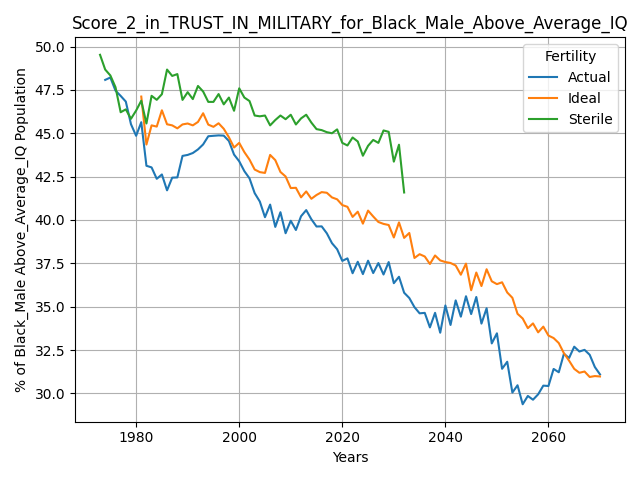 Score_2_in_TRUST_IN_MILITARY_for_Black_Male_Above_Average_IQ
% of Black_Male Above_Average_IQ Population
50.0
47.5
45.0
42.5
40.0
37.5
35.0
32.5
30.0
Fertility
Actual
Ideal
Sterile
1980
2000
2020
2040
2060
Years